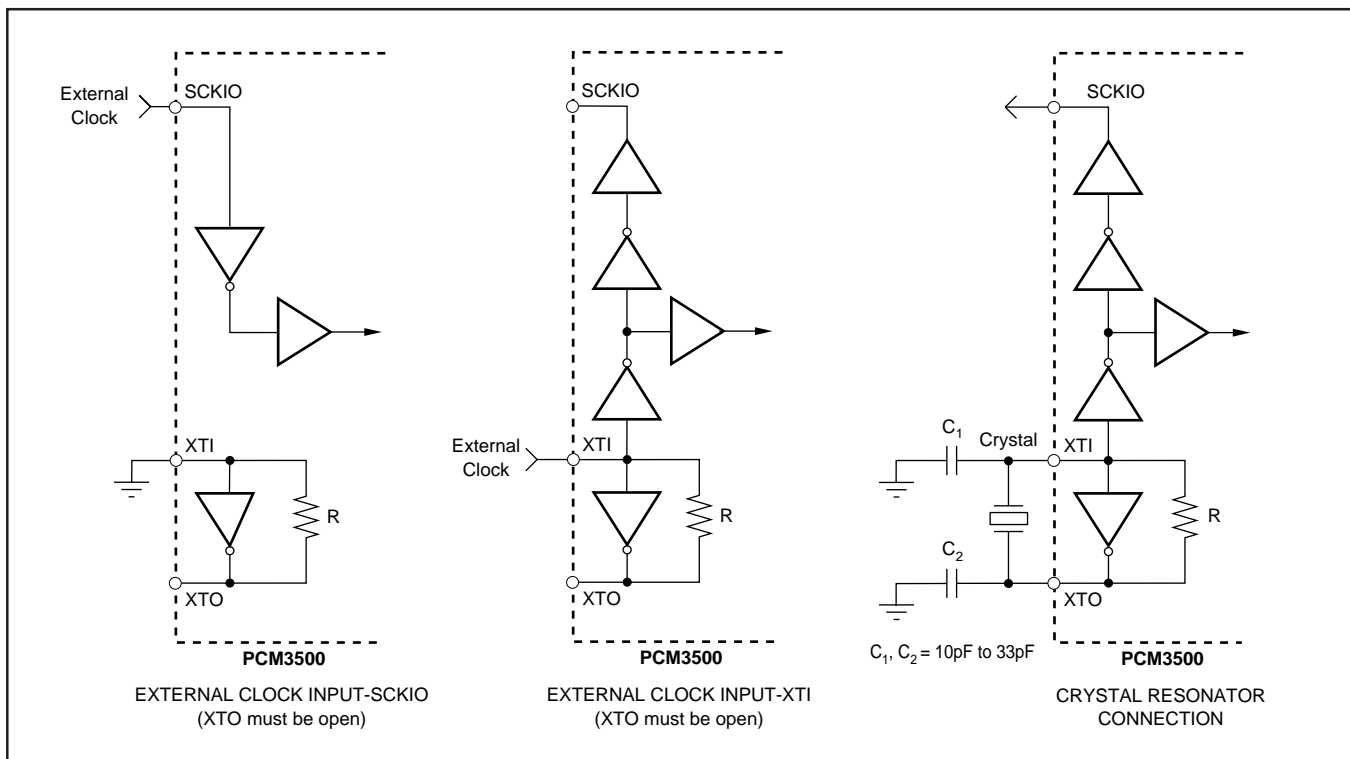 SCKIO
External
Clock
XTI
R
XTO
PCM3500
EXTERNAL CLOCK INPUT-SCKIO
(XTO must be open)
SCKIO
External
Clock
XTI
R
XTO
PCM3500
EXTERNAL CLOCK INPUT-XTI
(XTO must be open)
SCKIO
C1
Crystal
XTI
R
C2
XTO
C1, C2 = 10pF to 33pF
PCM3500
CRYSTAL RESONATOR
CONNECTION